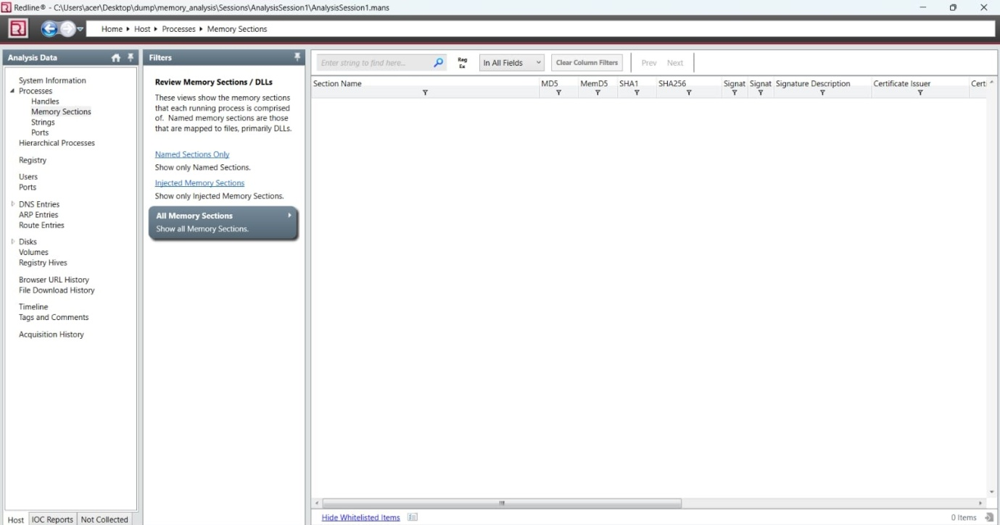 Redline® - C:\Users\acer\Desktop\dump\memory_analysis\Sessions\AnalysisSession1\AnalysisSession1.mans
Home Host Processes Memory Sections
Analysis Data
System Information
Processes
Handles
Memory Sections
Strings
Ports
Hierarchical Processes
Registry
Users
Ports
DNS Entries
ARP Entries
Route Entries
Disks
Volumes
Registry Hives
Browser URL History
File Download History
Timeline
Tags and Comments
Acquisition History
Host IOC Reports Not Collected
Filters
Review Memory Sections / DLLs
These views show the memory sections
that each running process is comprised
of. Named memory sections are those
that are mapped to files, primarily DLLs.
Named Sections Only
Show only Named Sections.
Injected Memory Sections
Show only Injected Memory Sections.
All Memory Sections
Show all Memory Sections.
Enter string to find here... Reg Ex In All Fields Clear Column Filters Prev Next
Section Name MD5 MemD5 SHA1 SHA256 Signat Signat Signature Description Certificate Issuer Certi
Hide Whitelisted Items 0 Items